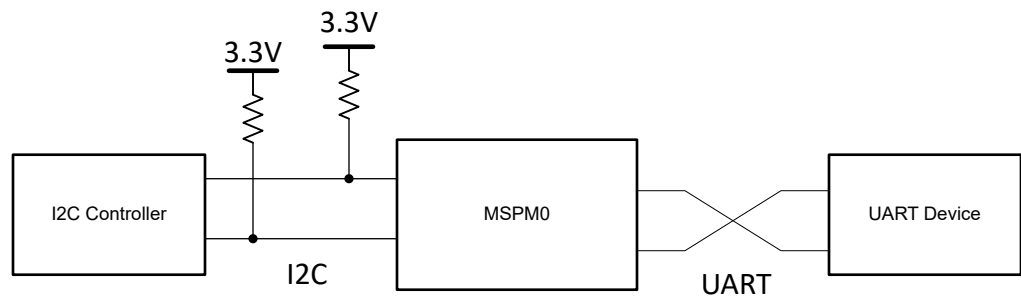 3.3V
3.3V
I2C Controller
MSPM0
UART Device
I2C
UART